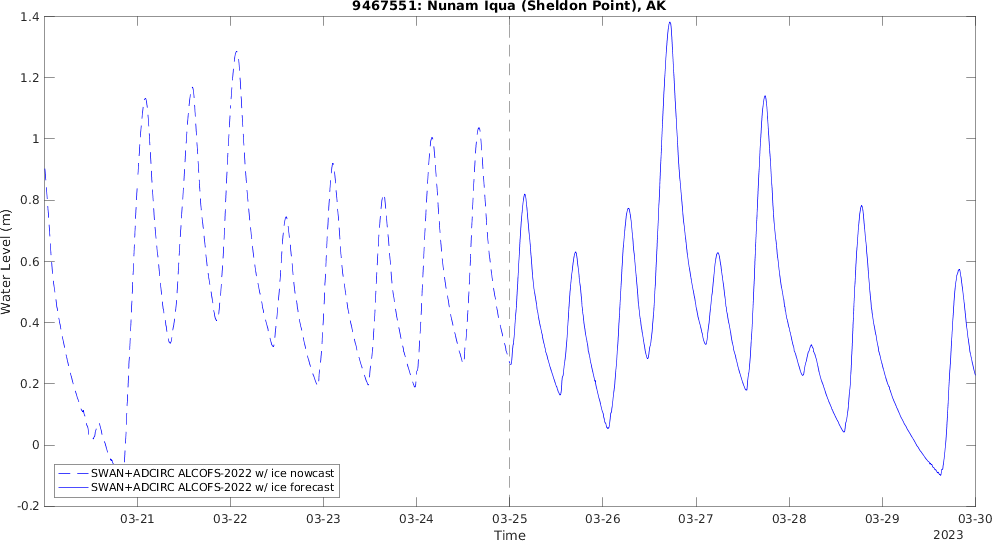 9467551: Nunam Iqua (Sheldon Point), AK
1.4
1.2
1
0.8
0.6
0.4
0.2
0
-0.2
Water Level (m)
SWAN+ADCIRC ALCOFS-2022 w/ ice nowcast
SWAN+ADCIRC ALCOFS-2022 w/ ice forecast
03-21 03-22 03-23 03-24 03-25 03-26 03-27 03-28 03-29 03-30
Time
2023